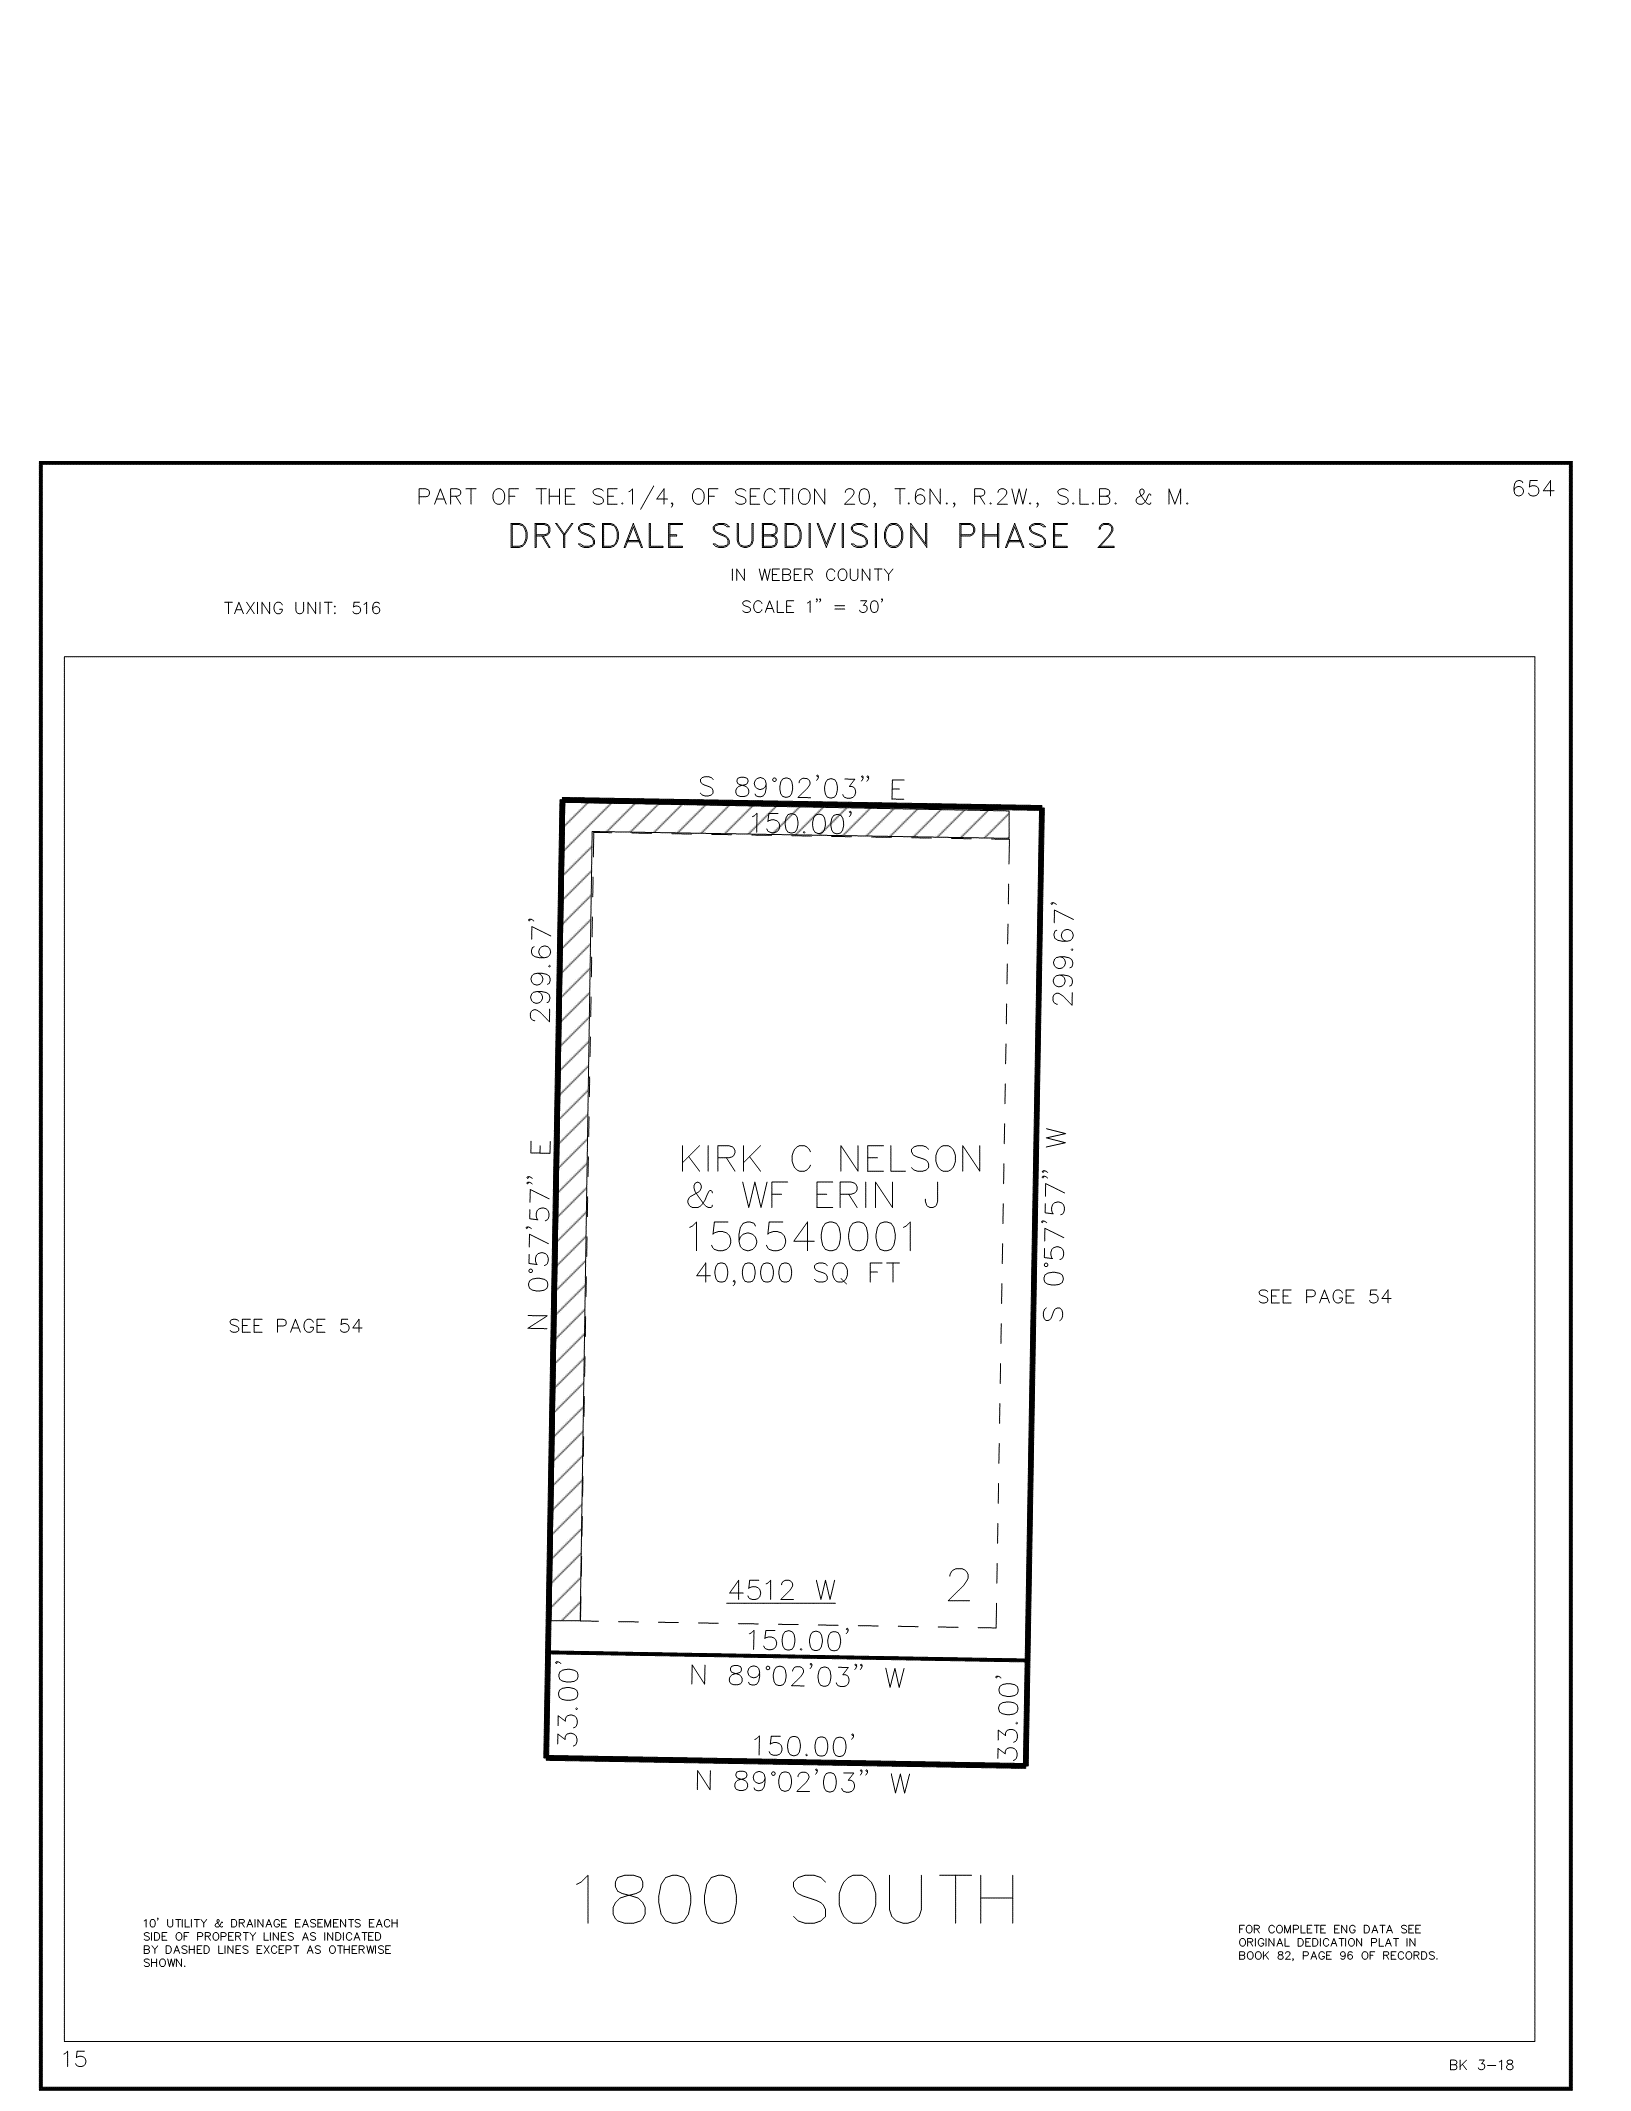 654
PART OF THE SE.1/4, OF SECTION 20, T.6N., R.2W., S.L.B. & M.
DRYSDALE SUBDIVISION PHASE 2
IN WEBER COUNTY
TAXING UNIT: 516
SCALE 1" = 30'
S 89°02'03" E
150.00'
299.67'
299.67'
N 0°57'57" E
S 0°57'57" W
KIRK C NELSON
& WF ERIN J
156540001
40,000 SQ FT
SEE PAGE 54
SEE PAGE 54
4512 W
2
150.00'
N 89°02'03" W
33.00'
33.00'
150.00'
N 89°02'03" W
1800 SOUTH
10' UTILITY & DRAINAGE EASEMENTS EACH
SIDE OF PROPERTY LINES AS INDICATED
BY DASHED LINES EXCEPT AS OTHERWISE
SHOWN.
FOR COMPLETE ENG DATA SEE
ORIGINAL DEDICATION PLAT IN
BOOK 82, PAGE 96 OF RECORDS.
15
BK 3-18